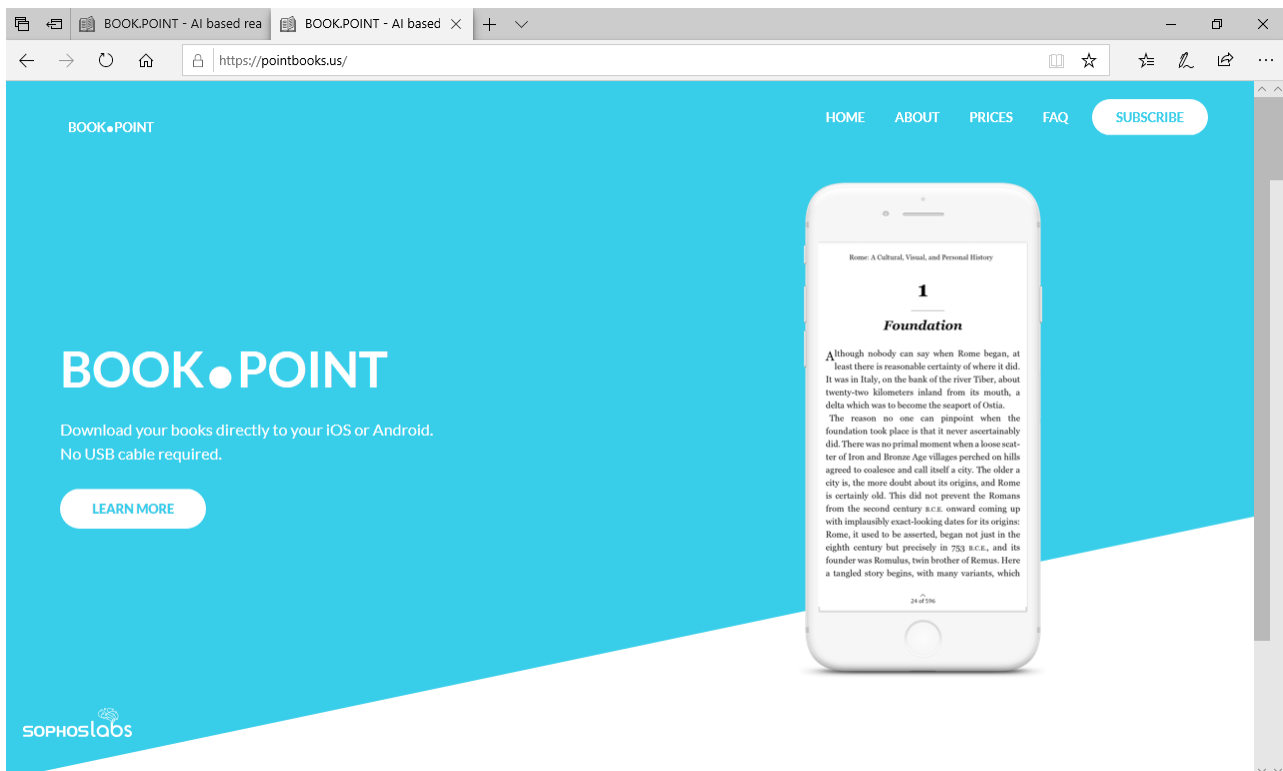 BOOK.POINT - AI based rea
BOOK.POINT - AI based
https://pointbooks.us/
BOOK●POINT
HOME ABOUT PRICES FAQ SUBSCRIBE
BOOK●POINT
Download your books directly to your iOS or Android.
No USB cable required.
LEARN MORE
Rome: A Cultural, Visual, and Personal History
1
Foundation
Although nobody can say when Rome began, at
least there is reasonable certainty of where it did.
It was in Italy, on the bank of the river Tiber, about
twenty-two kilometers inland from its mouth, a
delta which was to become the seaport of Ostia.
The reason no one can pinpoint when the
foundation took place is that it never ascertainably
did. There was no primal moment when a loose scat-
ter of Iron and Bronze Age villages perched on hills
agreed to coalesce and call itself a city. The older a
city is, the more doubt about its origins, and Rome
is certainly old. This did not prevent the Romans
from the second century B.C.E. onward coming up
with implausibly exact-looking dates for its origins:
Rome, it used to be asserted, began not just in the
eighth century but precisely in 753 B.C.E., and its
founder was Romulus, twin brother of Remus. Here
a tangled story begins, with many variants, which
24 of 596
SOPHOSlabs